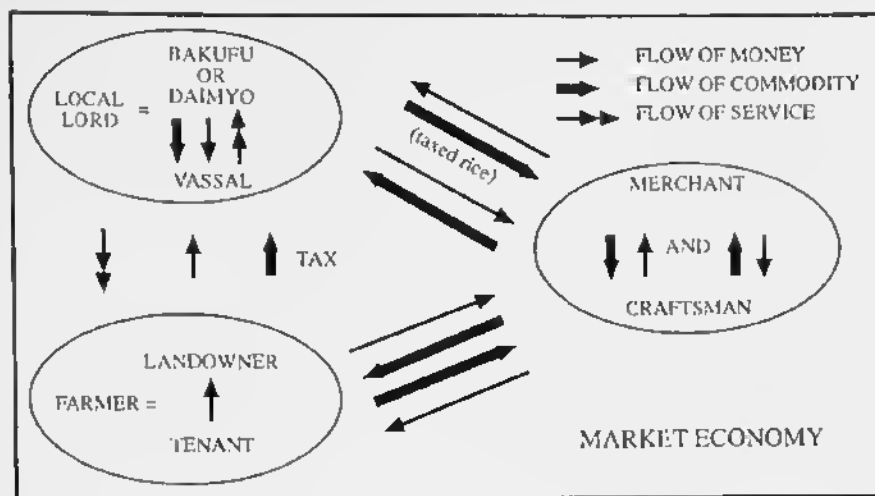 BAKUFU
OR
DAIMYO
LOCAL
LORD =
VASSAL
FLOW OF MONEY
FLOW OF COMMODITY
FLOW OF SERVICE
(taxed rice)
MERCHANT
AND
CRAFTSMAN
TAX
LANDOWNER
FARMER =
TENANT
MARKET ECONOMY